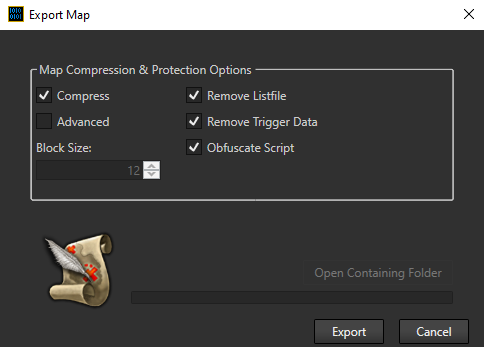 Export Map
Map Compression & Protection Options
Compress
Remove Listfile
Advanced
Remove Trigger Data
Block Size:
Obfuscate Script
12
Open Containing Folder
Export
Cancel